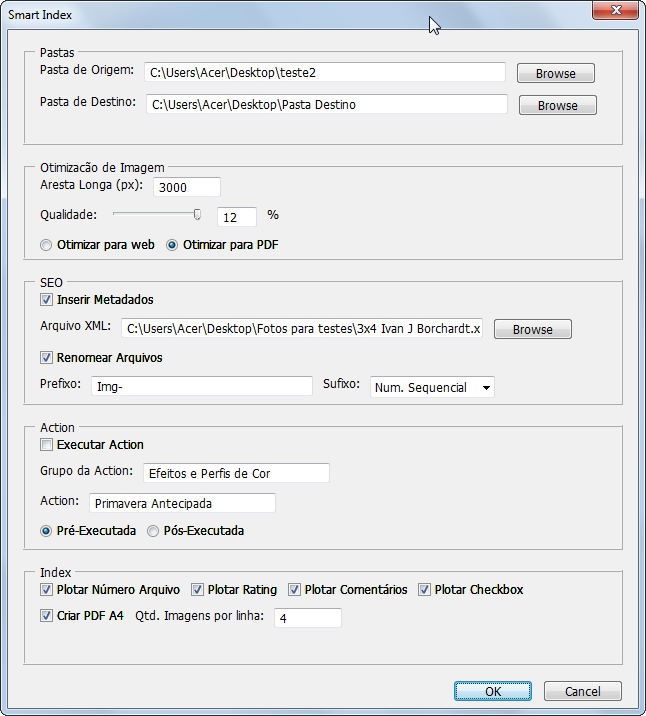 Smart Index
Pastas
Pasta de Origem: C:\Users\Acer\Desktop\teste2 Browse
Pasta de Destino: C:\Users\Acer\Desktop\Pasta Destino Browse
Otimizacão de Imagem
Aresta Longa (px): 3000
Qualidade: 12 %
Otimizar para web Otimizar para PDF
SEO
Inserir Metadados
Arquivo XML: C:\Users\Acer\Desktop\Fotos para testes\3x4 Ivan J Borchardt.x Browse
Renomear Arquivos
Prefixo: Img- Sufixo: Num. Sequencial
Action
Executar Action
Grupo da Action: Efeitos e Perfis de Cor
Action: Primavera Antecipada
Pré-Executada Pós-Executada
Index
Plotar Número Arquivo Plotar Rating Plotar Comentários Plotar Checkbox
Criar PDF A4 Qtd. Imagens por linha: 4
OK Cancel